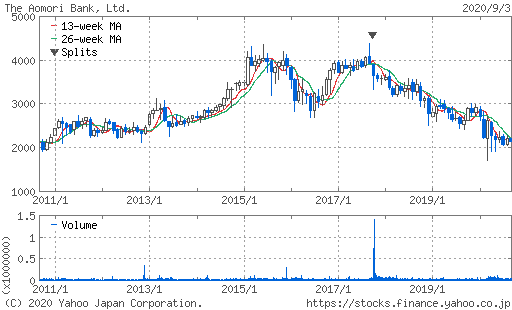 The Aomori Bank, Ltd. 2020/9/3
5000
13-week MA
26-week MA
Splits
4000
3000
2000
1000
2011/1 2013/1 2015/1 2017/1 2019/1
1.5
Volume
1
0.5
0
(x1000000)
2011/1 2013/1 2015/1 2017/1 2019/1
(C) 2020 Yahoo Japan Corporation. https://stocks.finance.yahoo.co.jp/